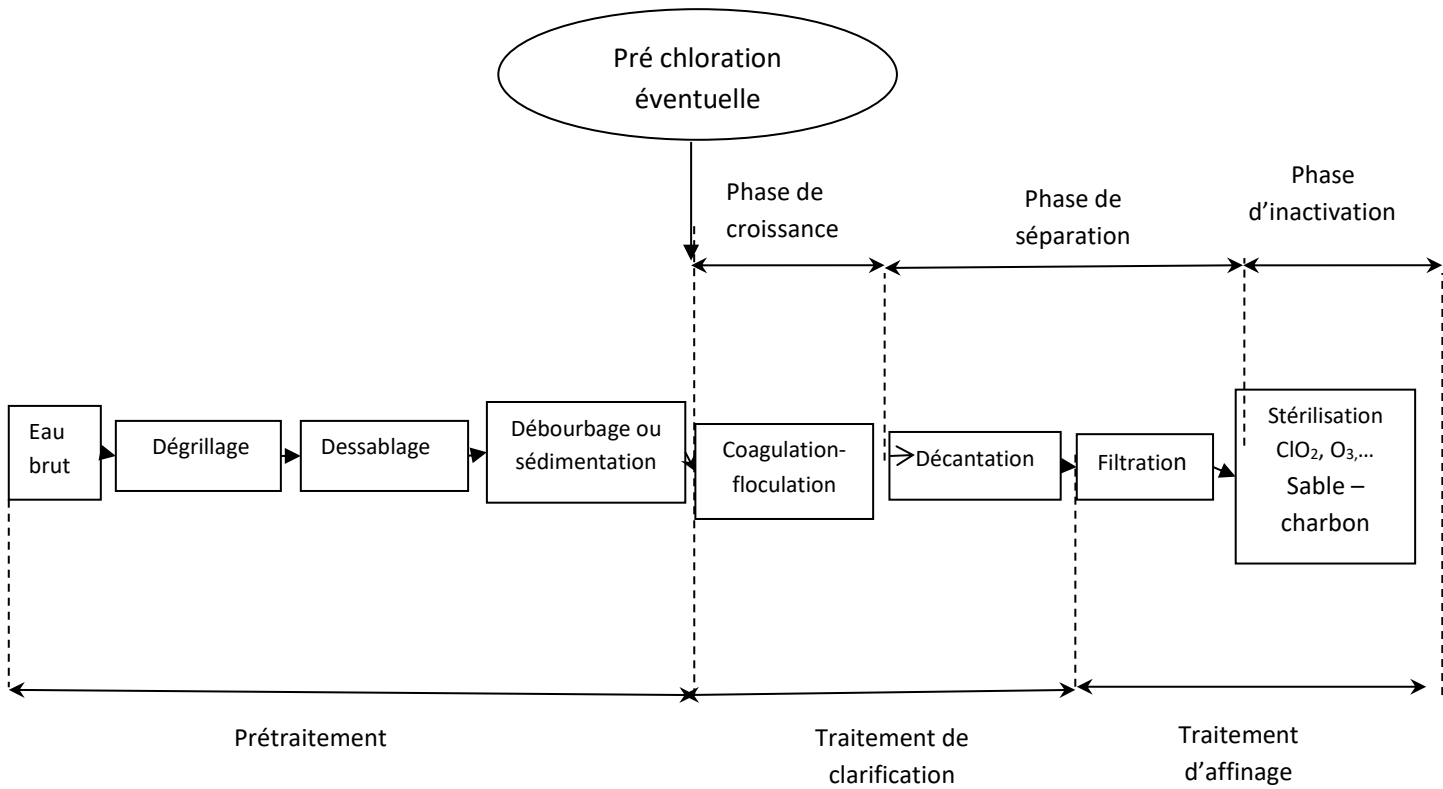 Pré chloration
éventuelle
Phase de
croissance
Phase de
séparation
Phase
d’inactivation
Eau
brut
Dégrillage
Dessablage
Débourbage ou
sédimentation
Coagulation-
floculation
Décantation
Filtration
Stérilisation
ClO₂, O₃,...
Sable –
charbon
Prétraitement
Traitement de
clarification
Traitement
d’affinage